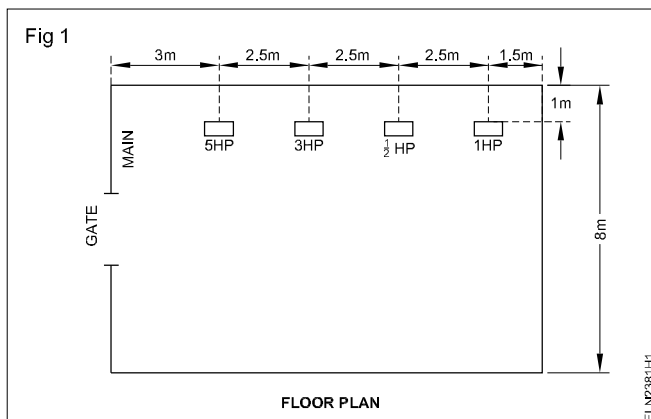 Fig 1
3m 2.5m 2.5m 2.5m 1.5m
1m
5HP 3HP ½ HP 1HP
MAIN
GATE
8m
FLOOR PLAN
ELN2381H1